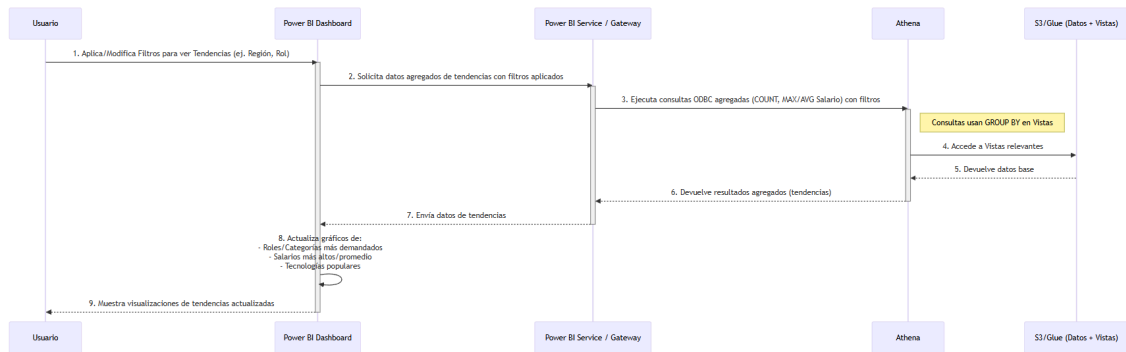 Usuario
Power BI Dashboard
Power BI Service / Gateway
Athena
S3/Glue (Datos + Vistas)
1. Aplica/Modifica Filtros para ver Tendencias (ej. Región, Rol)
2. Solicita datos agregados de tendencias con filtros aplicados
3. Ejecuta consultas ODBC agregadas (COUNT, MAX/AVG Salario) con filtros
Consultas usan GROUP BY en Vistas
4. Accede a Vistas relevantes
5. Devuelve datos base
6. Devuelve resultados agregados (tendencias)
7. Envía datos de tendencias
8. Actualiza gráficos de:
- Roles/Categorías más demandados
- Salarios más altos/promedio
- Tecnologías populares
9. Muestra visualizaciones de tendencias actualizadas
Usuario
Power BI Dashboard
Power BI Service / Gateway
Athena
S3/Glue (Datos + Vistas)